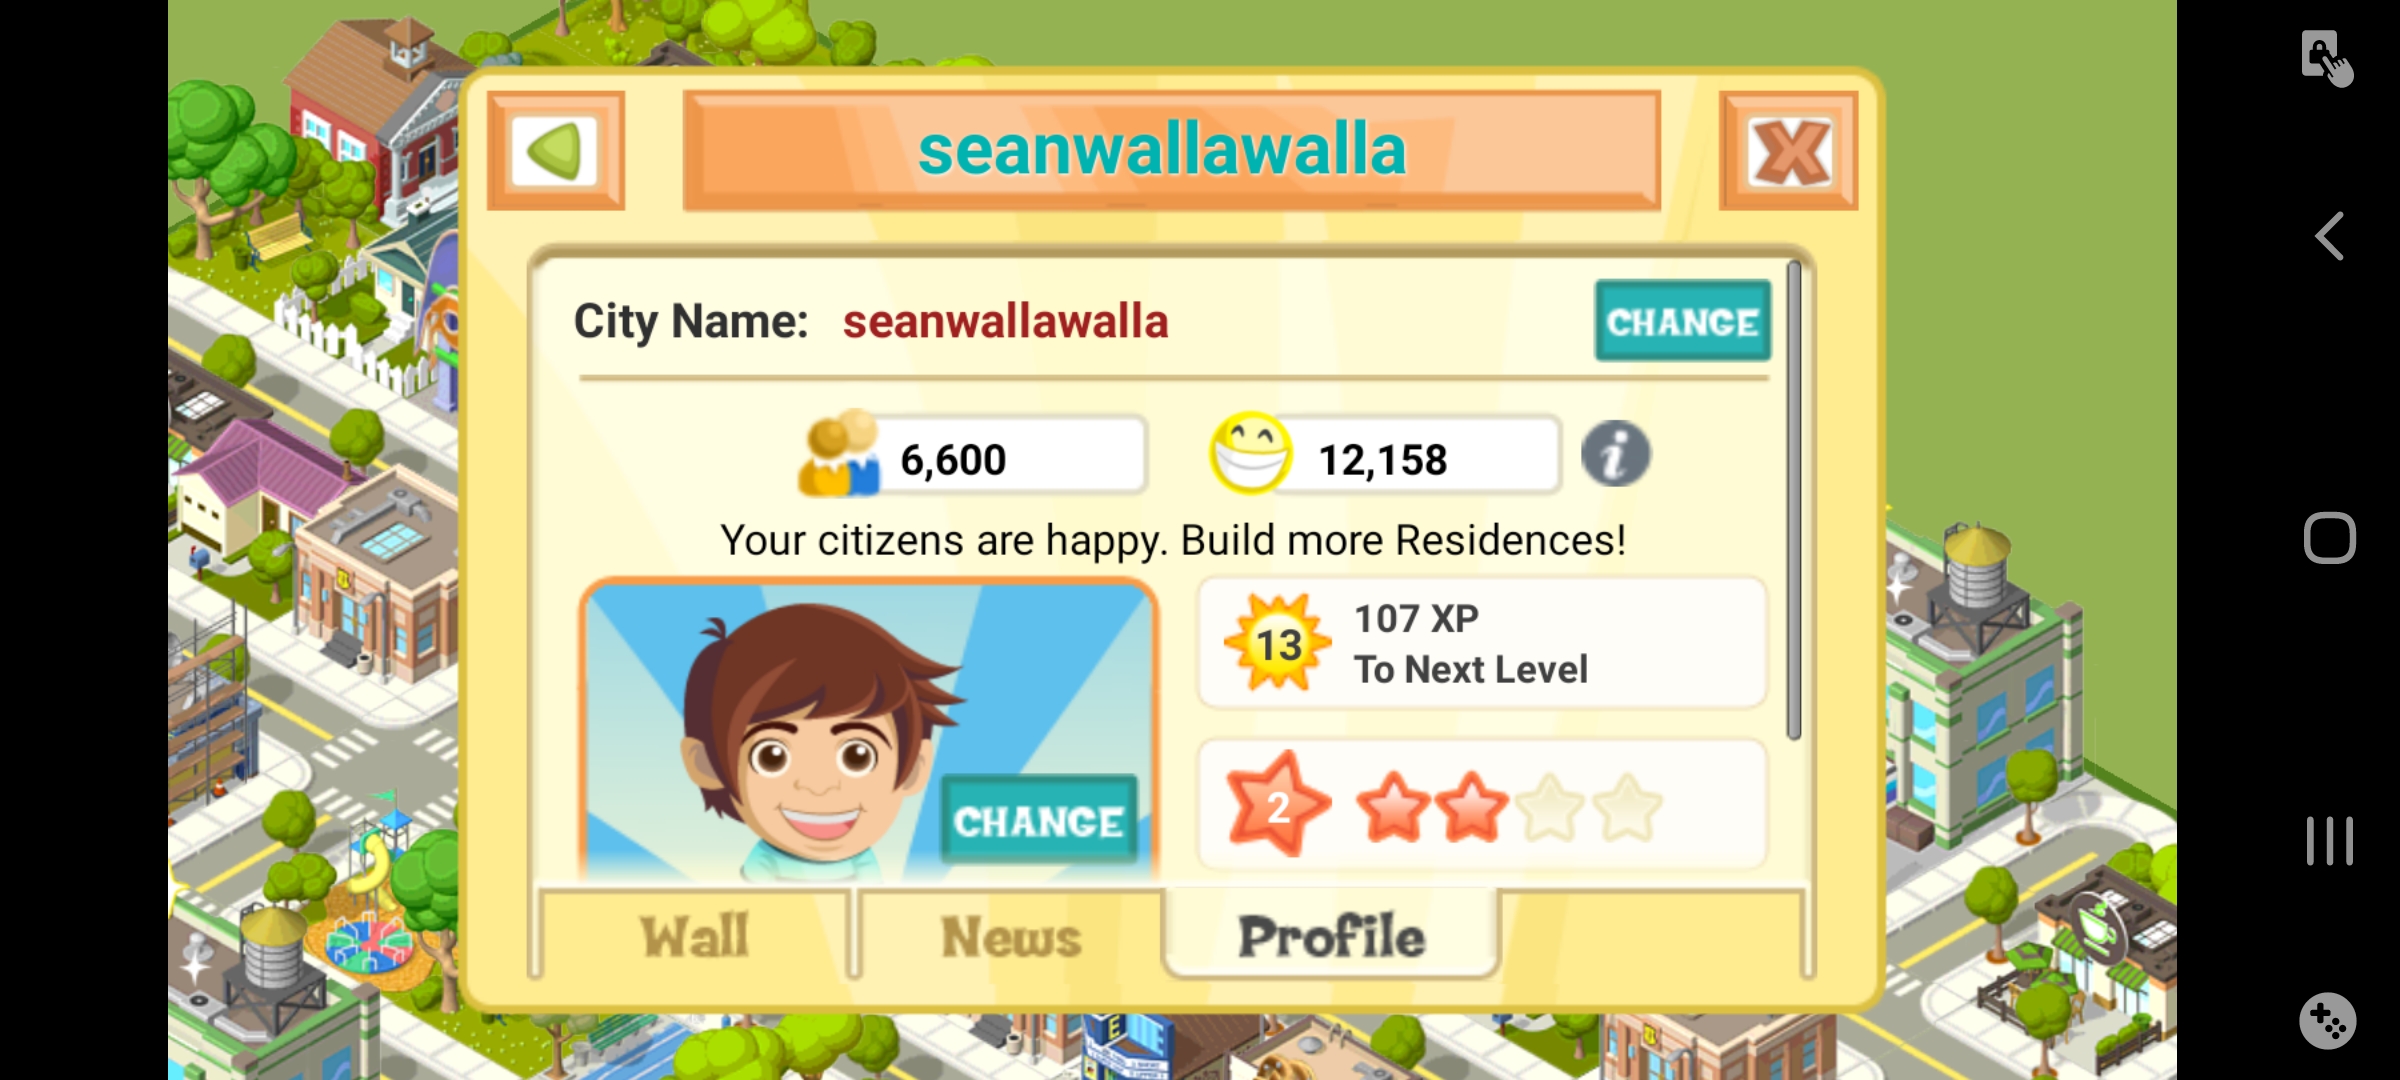 seanwallawalla
City Name: seanwallawalla
CHANGE
6,600
12,158
i
Your citizens are happy. Build more Residences!
13
107 XP
To Next Level
2
CHANGE
Wall
News
Profile